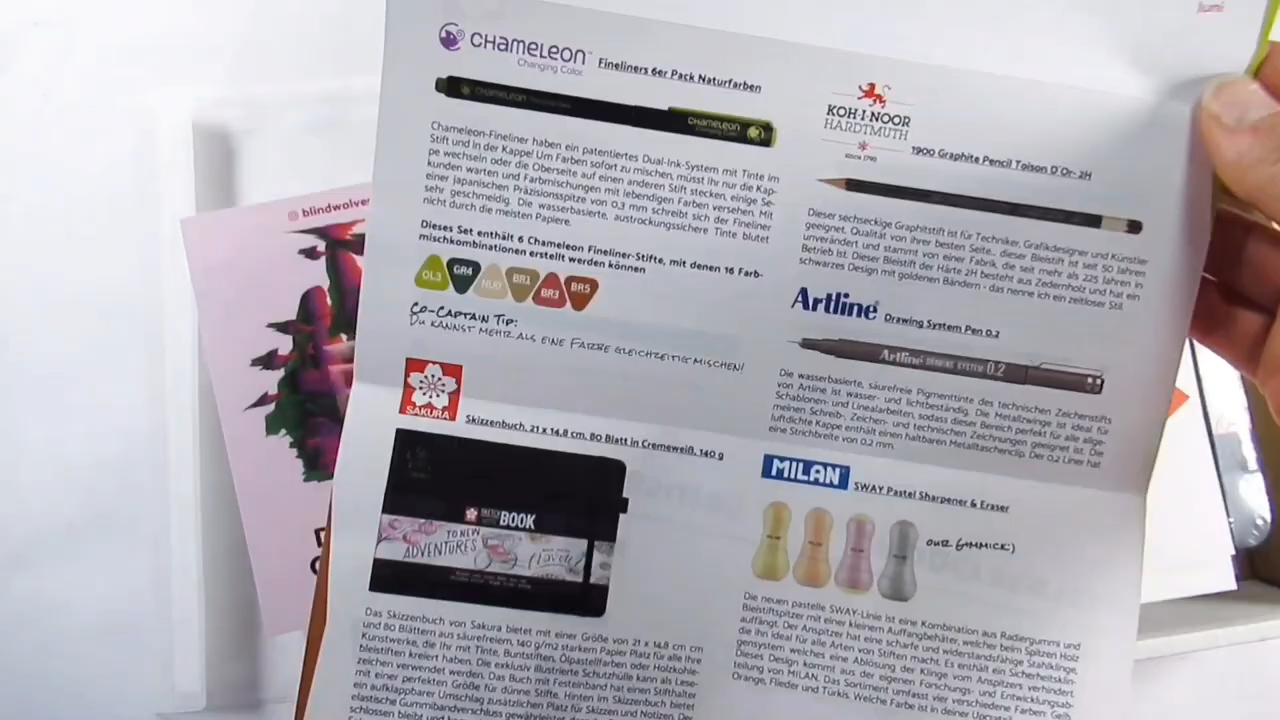 lumi
@blindwolves
CHAMELEON™
Changing Color
Fineliners 6er Pack Naturfarben
CHAMELEON
CHAMELEON
Changing Color
Chameleon-Fineliner haben ein patentiertes Dual-Ink-System mit Tinte im
Stift und in der Kappe! Um Farben sofort zu mischen, müsst Ihr nur die Kap-
pe wechseln oder die Oberseite auf einen anderen Stift stecken, einige Se-
kunden warten und Farbmischungen mit lebendigen Farben versehen. Mit
einer japanischen Präzisionsspitze von 0,3 mm schreibt sich der Fineliner
sehr geschmeidig. Die wasserbasierte, austrockungssichere Tinte blutet
nicht durch die meisten Papiere.
Dieses Set enthält 6 Chameleon Fineliner-Stifte, mit denen 16 Farb-
mischkombinationen erstellt werden können
OL3 GR4 NU0 BR1 BR3 BR5
CO-CAPTAIN TIP:
DU KANNST MEHR ALS EINE FARBE GLEICHZEITIG MISCHEN!
SAKURA
Skizzenbuch, 21 x 14,8 cm, 80 Blatt in Cremeweiß, 140 g
SKETCH
NOTE BOOK
TO NEW
ADVENTURES
travel
Das Skizzenbuch von Sakura bietet mit einer Größe von 21 x 14,8 cm
und 80 Blättern aus säurefreiem, 140 g/m2 starkem Papier Platz für alle Ihre
Kunstwerke, die Ihr mit Tinte, Buntstiften, Ölpastellfarben oder Holzkohle-
bleistiften kreiert haben. Die exklusiv illustrierte Schutzhülle kann als Lese-
zeichen verwendet werden. Das Buch mit Festeinband hat einen Stifthalter
mit einer perfekten Größe für dünne Stifte. Hinten im Skizzenbuch bietet
ein aufklappbarer Umschlag zusätzlichen Platz für Skizzen und Notizen. Der
elastische Gummibandverschluss gewährleistet,
schlossen bleibt und
KOH-I-NOOR
HARDTMUTH
SINCE 1790
1900 Graphite Pencil Toison D´Or- 2H
Dieser sechseckige Graphitstift ist für Techniker, Grafikdesigner und Künstler
geeignet. Qualität von ihrer besten Seite., dieser Bleistift ist seit 50 Jahren
unverändert und stammt von einer Fabrik, die seit mehr als 225 Jahren in
Betrieb ist. Dieser Bleistift der Härte 2H besteht aus Zedernholz und hat ein
schwarzes Design mit goldenen Bändern - das nenne ich ein zeitloser Stil.
Artline®
Drawing System Pen 0.2
Artline DRAWING SYSTEM 0.2
Die wasserbasierte, säurefreie Pigmenttinte des technischen Zeichenstifts
von Artline ist wasser- und lichtbeständig. Die Metallzwinge ist ideal für
Schablonen- und Linealarbeiten, sodass dieser Bereich perfekt für alle allge-
meinen Schreib-, Zeichen- und technischen Zeichnungen geeignet ist. Die
luftdichte Kappe enthält einen haltbaren Metalltaschenclip. Der 0.2 Liner hat
eine Strichbreite von 0.2 mm.
MILAN®
SWAY Pastel Sharpener & Eraser
OUR GIMMICK:)
Die neuen pastelle SWAY-Linie ist eine Kombination aus Radiergummi und
Bleistiftspitzer mit einer kleinem Auffangbehäter, welcher beim Spitzen Holz
auffängt. Der Anspitzer hat eine scharfe und widerstandsfähige Stahlklinge,
die ihn ideal für alle Arten von Stiften macht. Es enthält ein Sicherheitsklin-
gensystem welches eine Ablösung der Klinge vom Anspitzers verhindert.
Dieses Design kommt aus der eigenen Forschungs- und Entwicklungsab-
teilung von MILAN. Das Sortiment umfasst vier verschiedene Farben: Gelb,
Orange, Flieder und Türkis. Welche Farbe ist in deiner